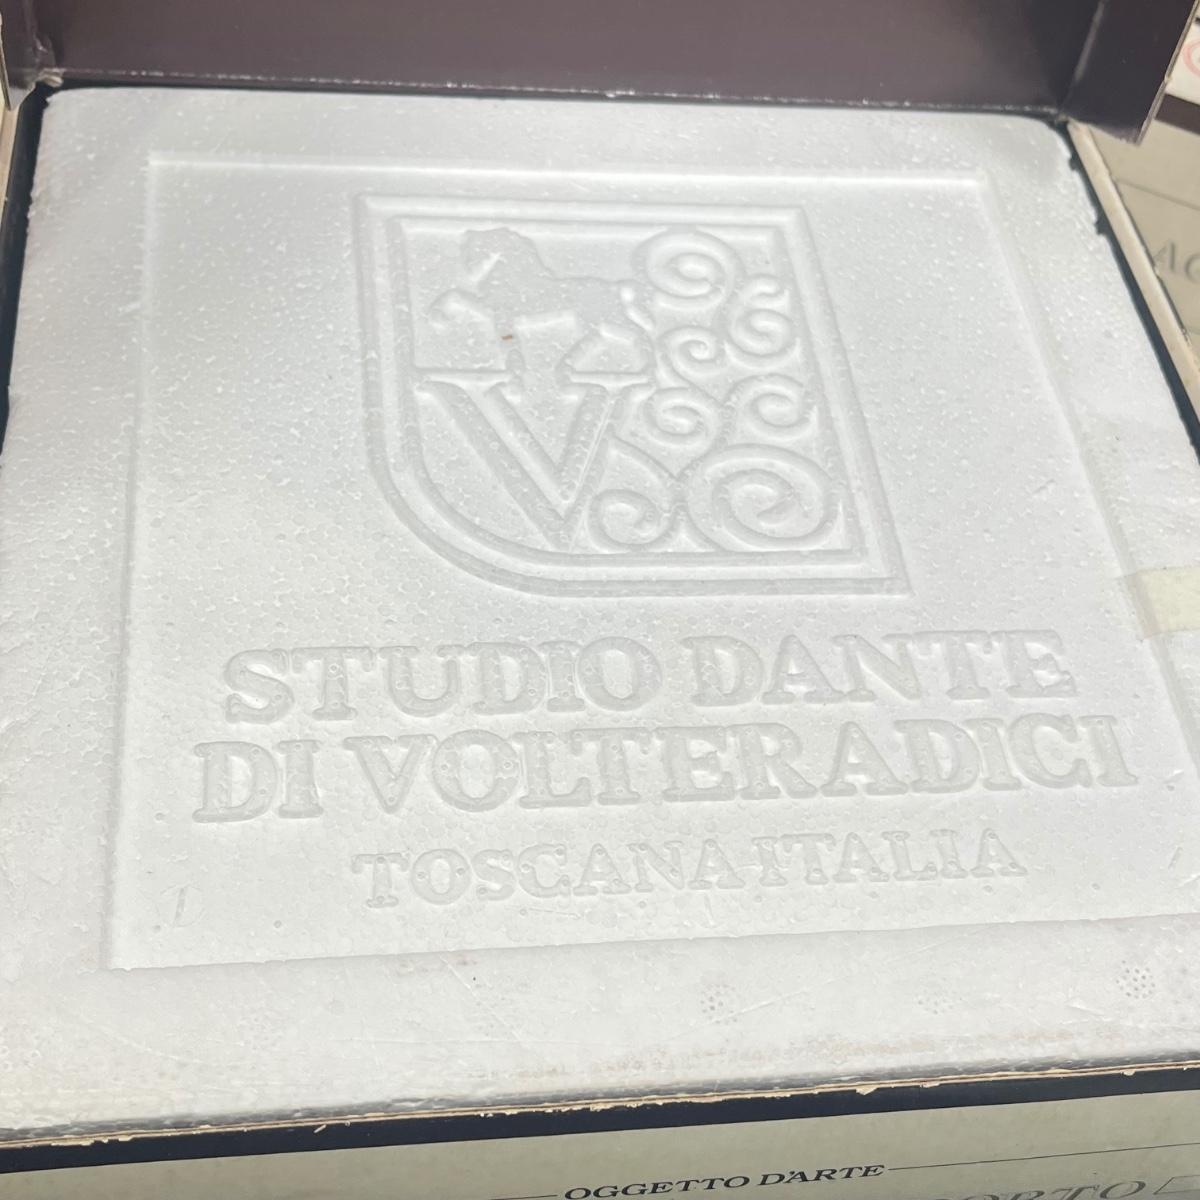 V
STUDIO DANTE
DI VOLTERADICI
TOSCANA-ITALIA
OGGETTO D'ARTE